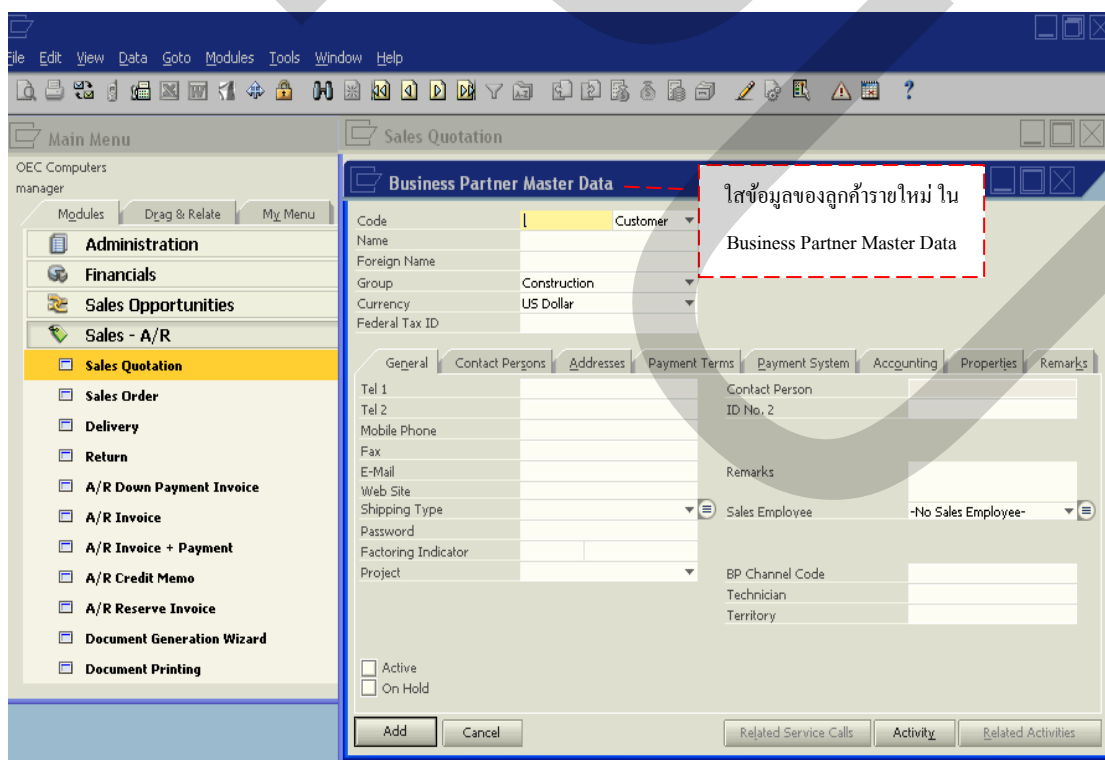 File Edit View Data Goto Modules Tools Window Help
Main Menu
OEC Computers
manager
Modules Drag & Relate My Menu
Administration
Financials
Sales Opportunities
Sales - A/R
Sales Quotation
Sales Order
Delivery
Return
A/R Down Payment Invoice
A/R Invoice
A/R Invoice + Payment
A/R Credit Memo
A/R Reserve Invoice
Document Generation Wizard
Document Printing
Sales Quotation
Business Partner Master Data
ใสข้อมูลของลูกค้ารายใหม่ ใน
Business Partner Master Data
Code Customer
Name
Foreign Name
Group Construction
Currency US Dollar
Federal Tax ID
General Contact Persons Addresses Payment Terms Payment System Accounting Properties Remarks
Tel 1 Contact Person
Tel 2 ID No. 2
Mobile Phone
Fax
E-Mail Remarks
Web Site
Shipping Type Sales Employee -No Sales Employee-
Password
Factoring Indicator
Project BP Channel Code
Technician
Territory
Active
On Hold
Add Cancel Related Service Calls Activity Related Activities